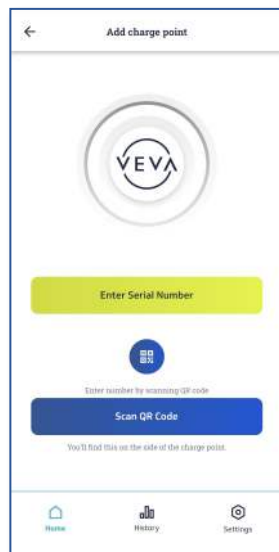 Add charge point
VEVA
Enter Serial Number
Enter number by scanning QR code
Scan QR Code
You'll find this on the side of the charge point.
Home History Settings